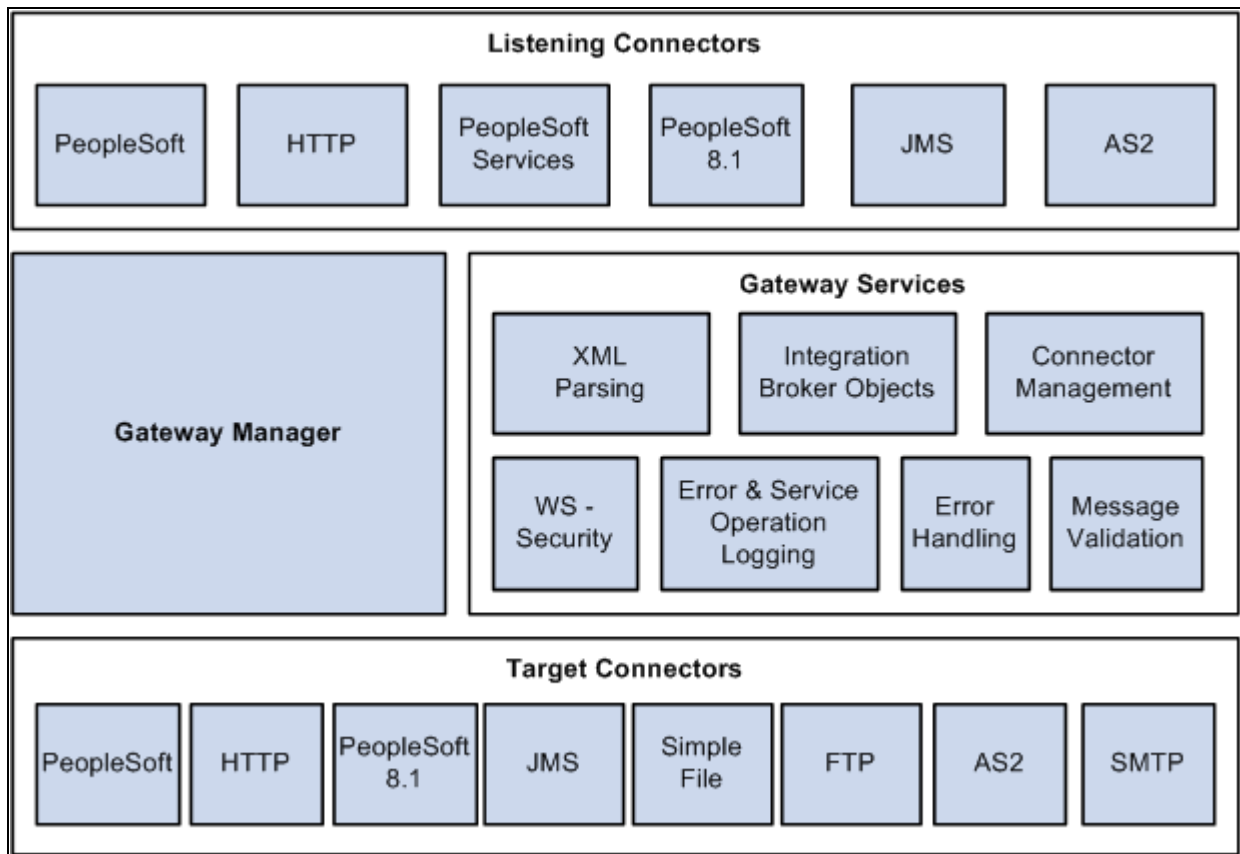 Listening Connectors
PeopleSoft
HTTP
PeopleSoft
Services
PeopleSoft
8.1
JMS
AS2
Gateway Manager
Gateway Services
XML
Parsing
Integration
Broker Objects
Connector
Management
WS -
Security
Error & Service
Operation
Logging
Error
Handling
Message
Validation
Target Connectors
PeopleSoft
HTTP
PeopleSoft
8.1
JMS
Simple
File
FTP
AS2
SMTP